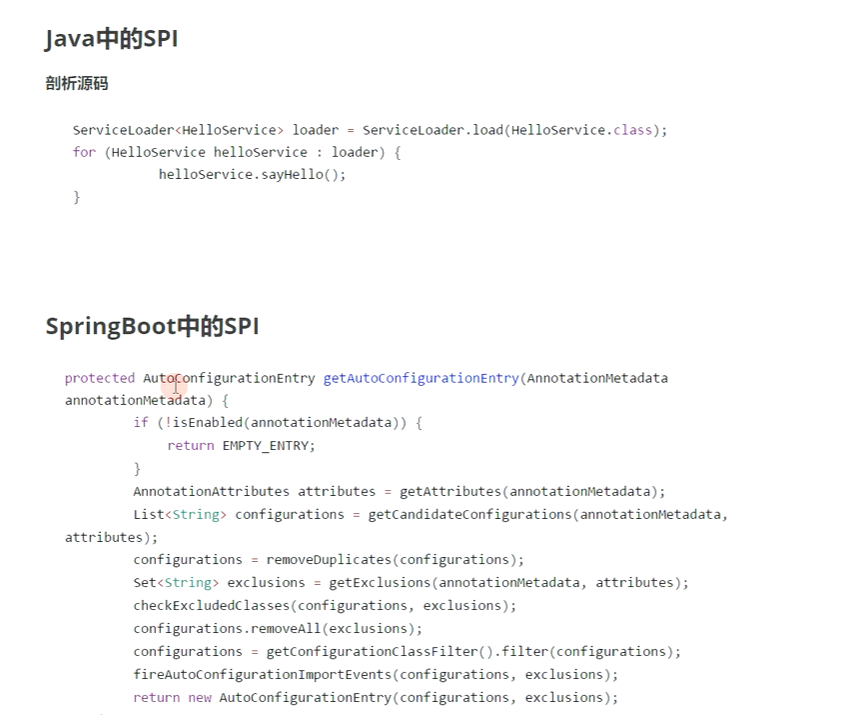 Java中的SPI
剖析源码
ServiceLoader<HelloService> loader = ServiceLoader.load(HelloService.class);
for (HelloService helloService : loader) {
helloService.sayHello();
}
SpringBoot中的SPI
protected AutoConfigurationEntry getAutoConfigurationEntry(AnnotationMetadata
annotationMetadata) {
if (!isEnabled(annotationMetadata)) {
return EMPTY_ENTRY;
}
AnnotationAttributes attributes = getAttributes(annotationMetadata);
List<String> configurations = getCandidateConfigurations(annotationMetadata,
attributes);
configurations = removeDuplicates(configurations);
Set<String> exclusions = getExclusions(annotationMetadata, attributes);
checkExcludedClasses(configurations, exclusions);
configurations.removeAll(exclusions);
configurations = getConfigurationClassFilter().filter(configurations);
fireAutoConfigurationImportEvents(configurations, exclusions);
return new AutoConfigurationEntry(configurations, exclusions);